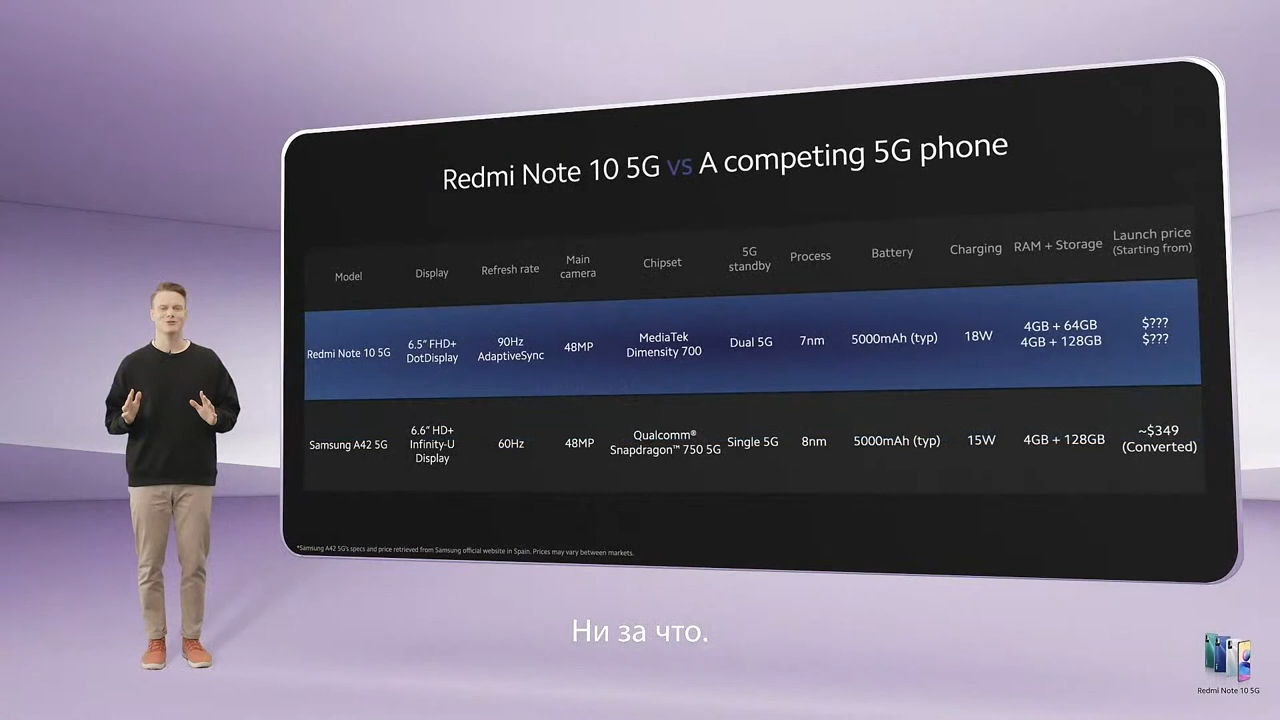 Redmi Note 10 5G vs A competing 5G phone
Model Display Refresh rate Main camera Chipset 5G standby Process Battery Charging RAM + Storage Launch price (Starting from)
Redmi Note 10 5G 6.5" FHD+ DotDisplay 90Hz AdaptiveSync 48MP MediaTek Dimensity 700 Dual 5G 7nm 5000mAh (typ) 18W 4GB + 64GB 4GB + 128GB $??? $???
Samsung A42 5G 6.6" HD+ Infinity-U Display 60Hz 48MP Qualcomm® Snapdragon™ 750 5G Single 5G 8nm 5000mAh (typ) 15W 4GB + 128GB ~$349 (Converted)
*Samsung A42 5G's specs and price retrieved from Samsung official website in Spain. Prices may vary between markets.
Ни за что.
Redmi Note 10 5G